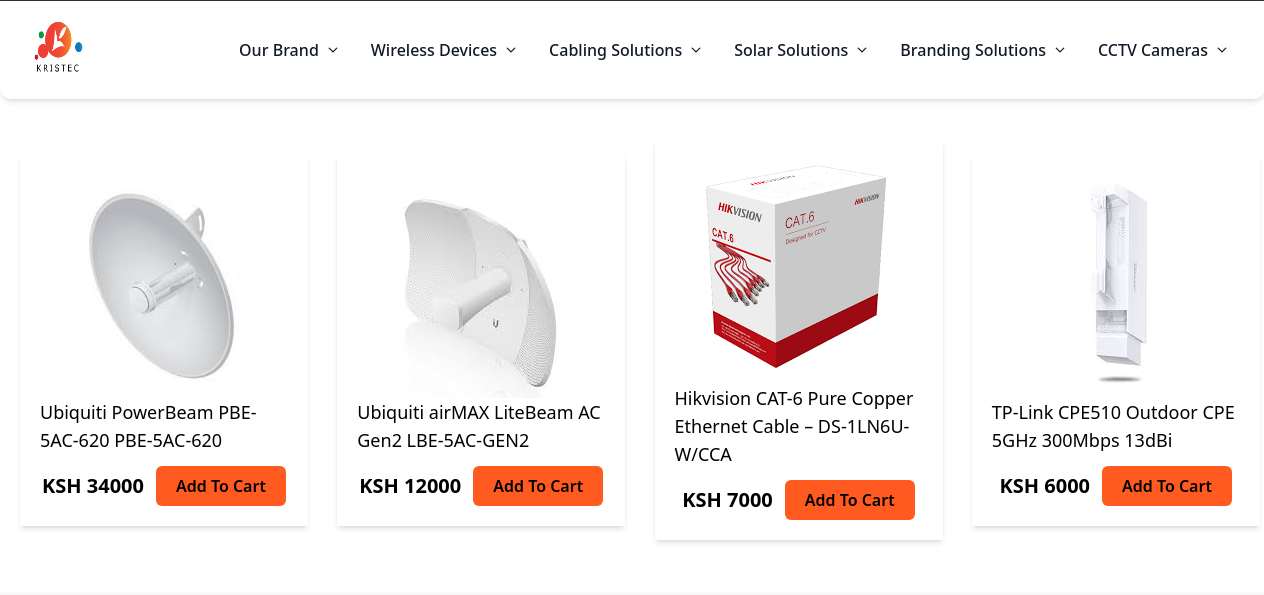 KRISTEC
Our Brand
Wireless Devices
Cabling Solutions
Solar Solutions
Branding Solutions
CCTV Cameras
HIKVISION
HIKVISION
HIKVISION
CAT.6
Designed for CCTV
CAT.6
Ubiquiti PowerBeam PBE-
5AC-620 PBE-5AC-620
KSH 34000
Add To Cart
Ubiquiti airMAX LiteBeam AC
Gen2 LBE-5AC-GEN2
KSH 12000
Add To Cart
Hikvision CAT-6 Pure Copper
Ethernet Cable – DS-1LN6U-
W/CCA
KSH 7000
Add To Cart
TP-Link CPE510 Outdoor CPE
5GHz 300Mbps 13dBi
KSH 6000
Add To Cart